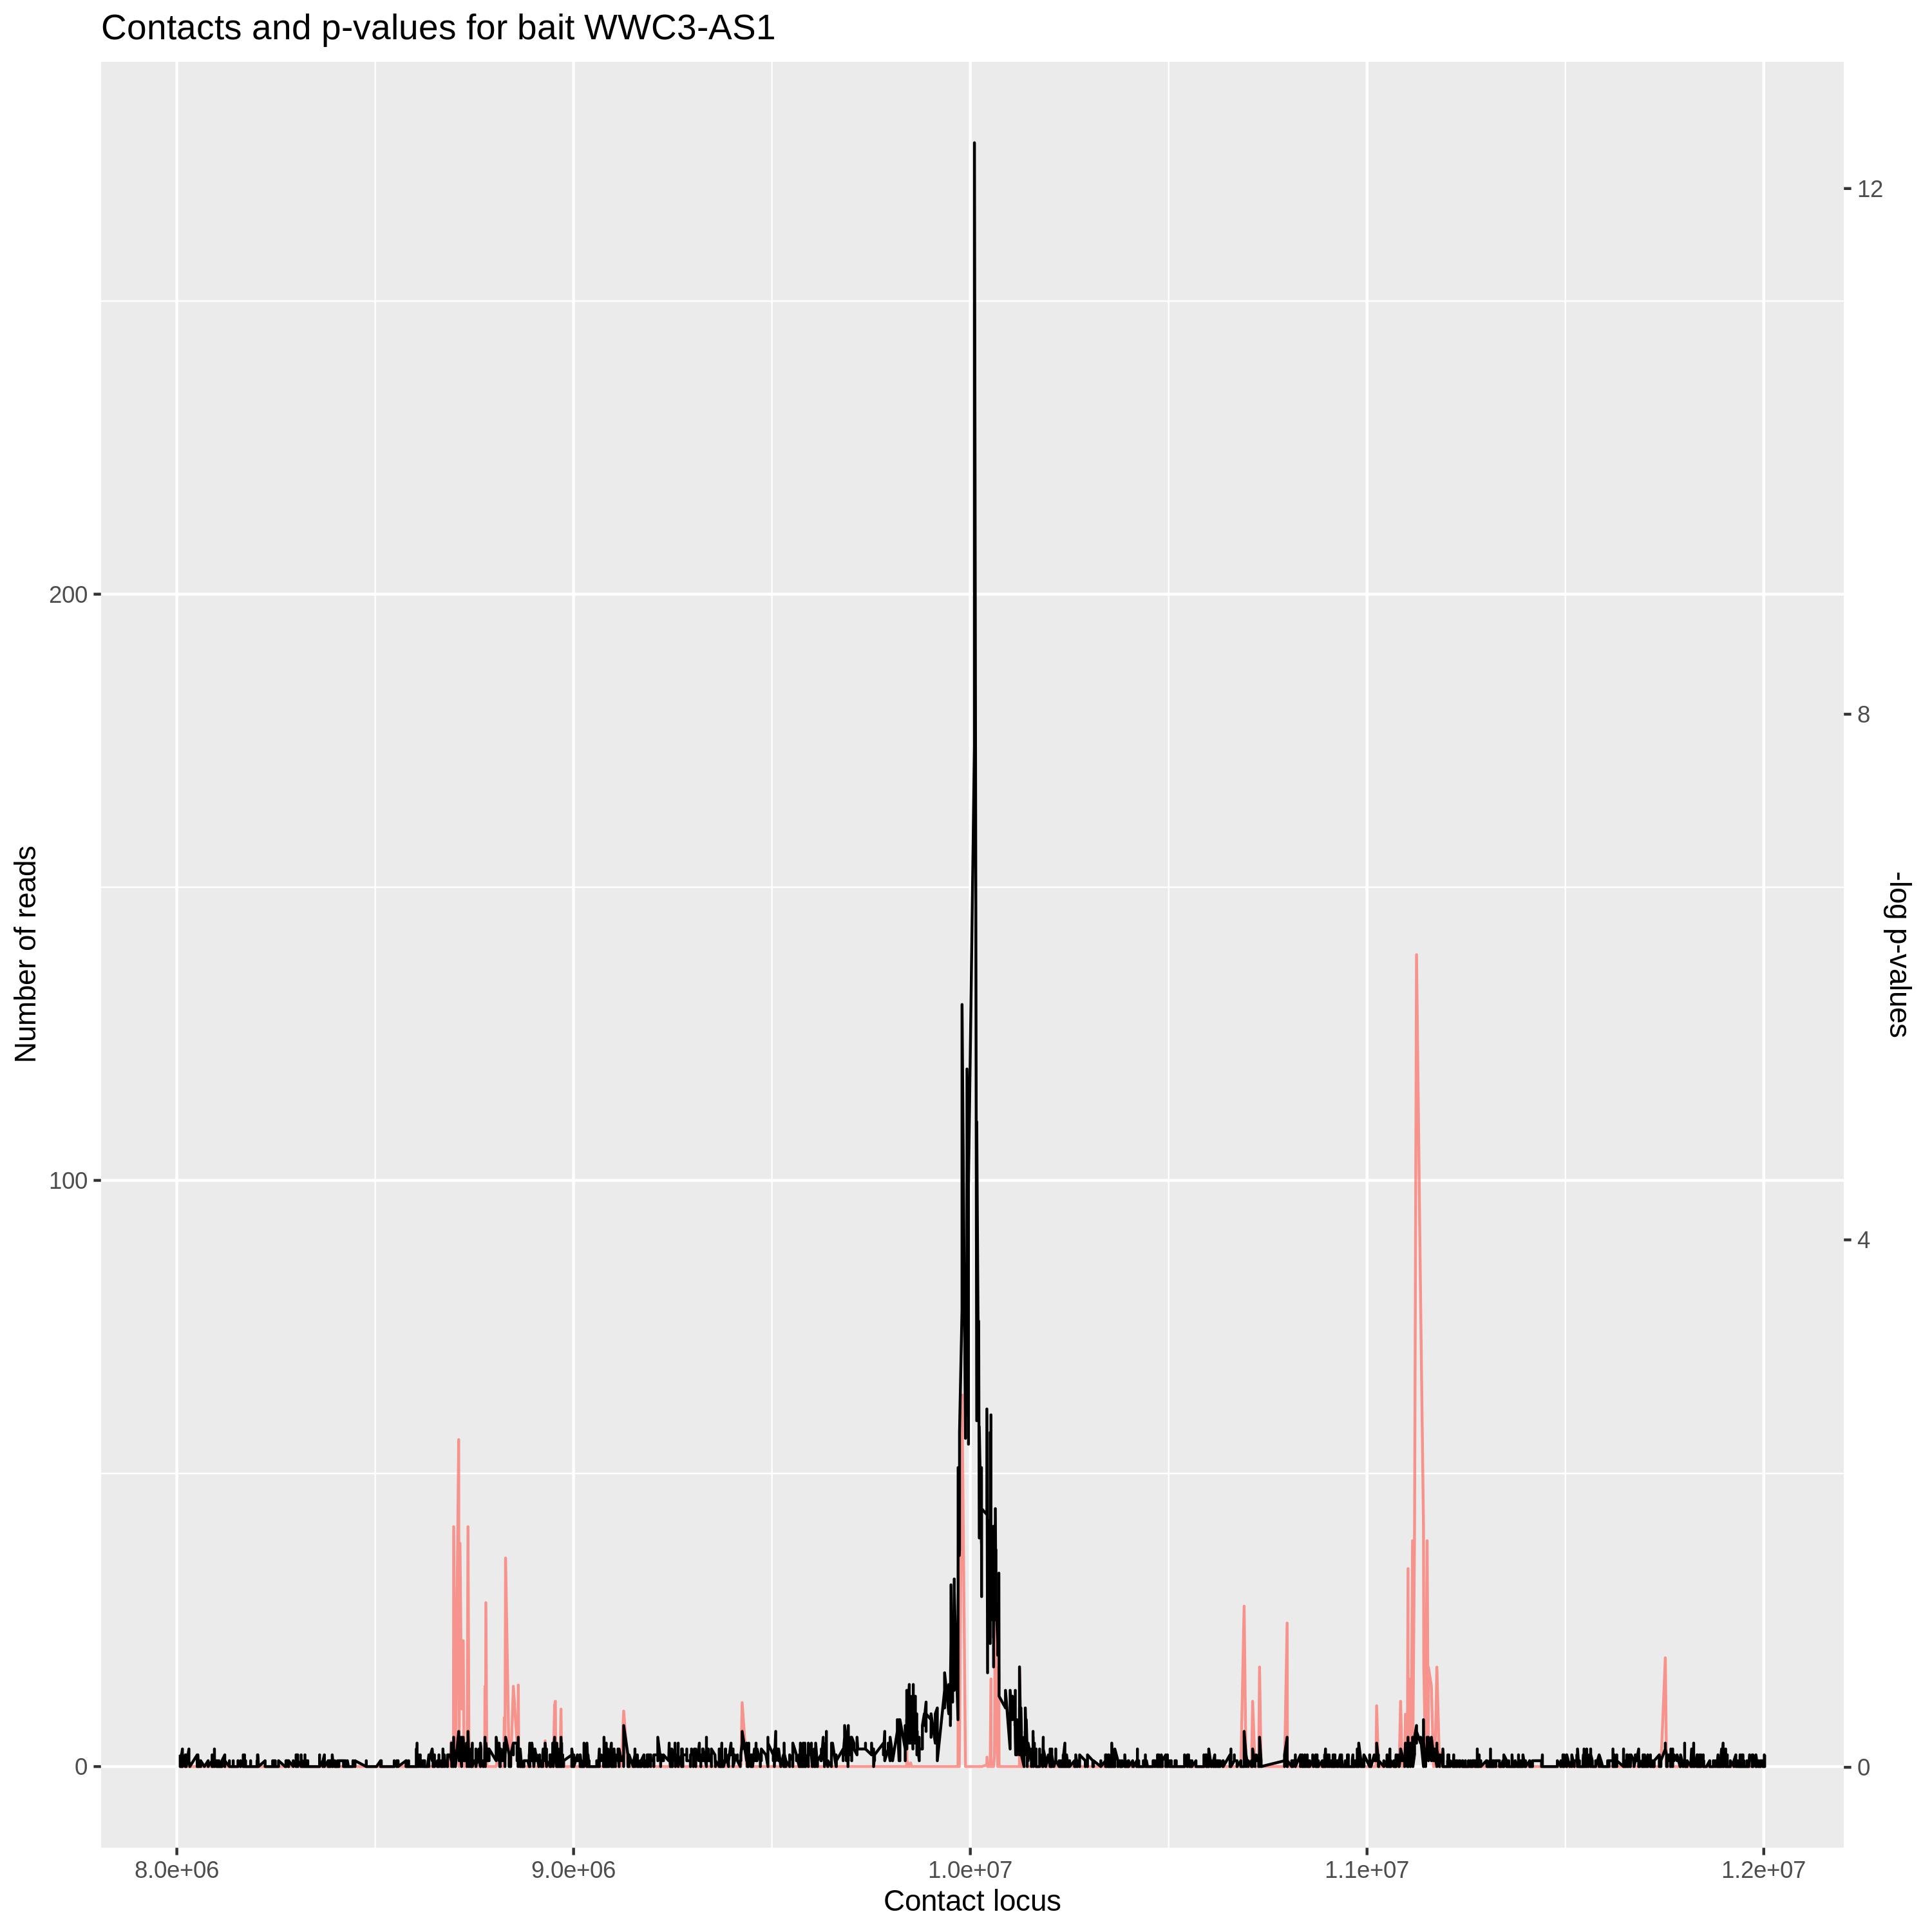 Contacts and p-values for bait WWC3-AS1
Number of reads
200
100
0
12
8
4
0
-log p-values
8.0e+06
9.0e+06
1.0e+07
1.1e+07
1.2e+07
Contact locus